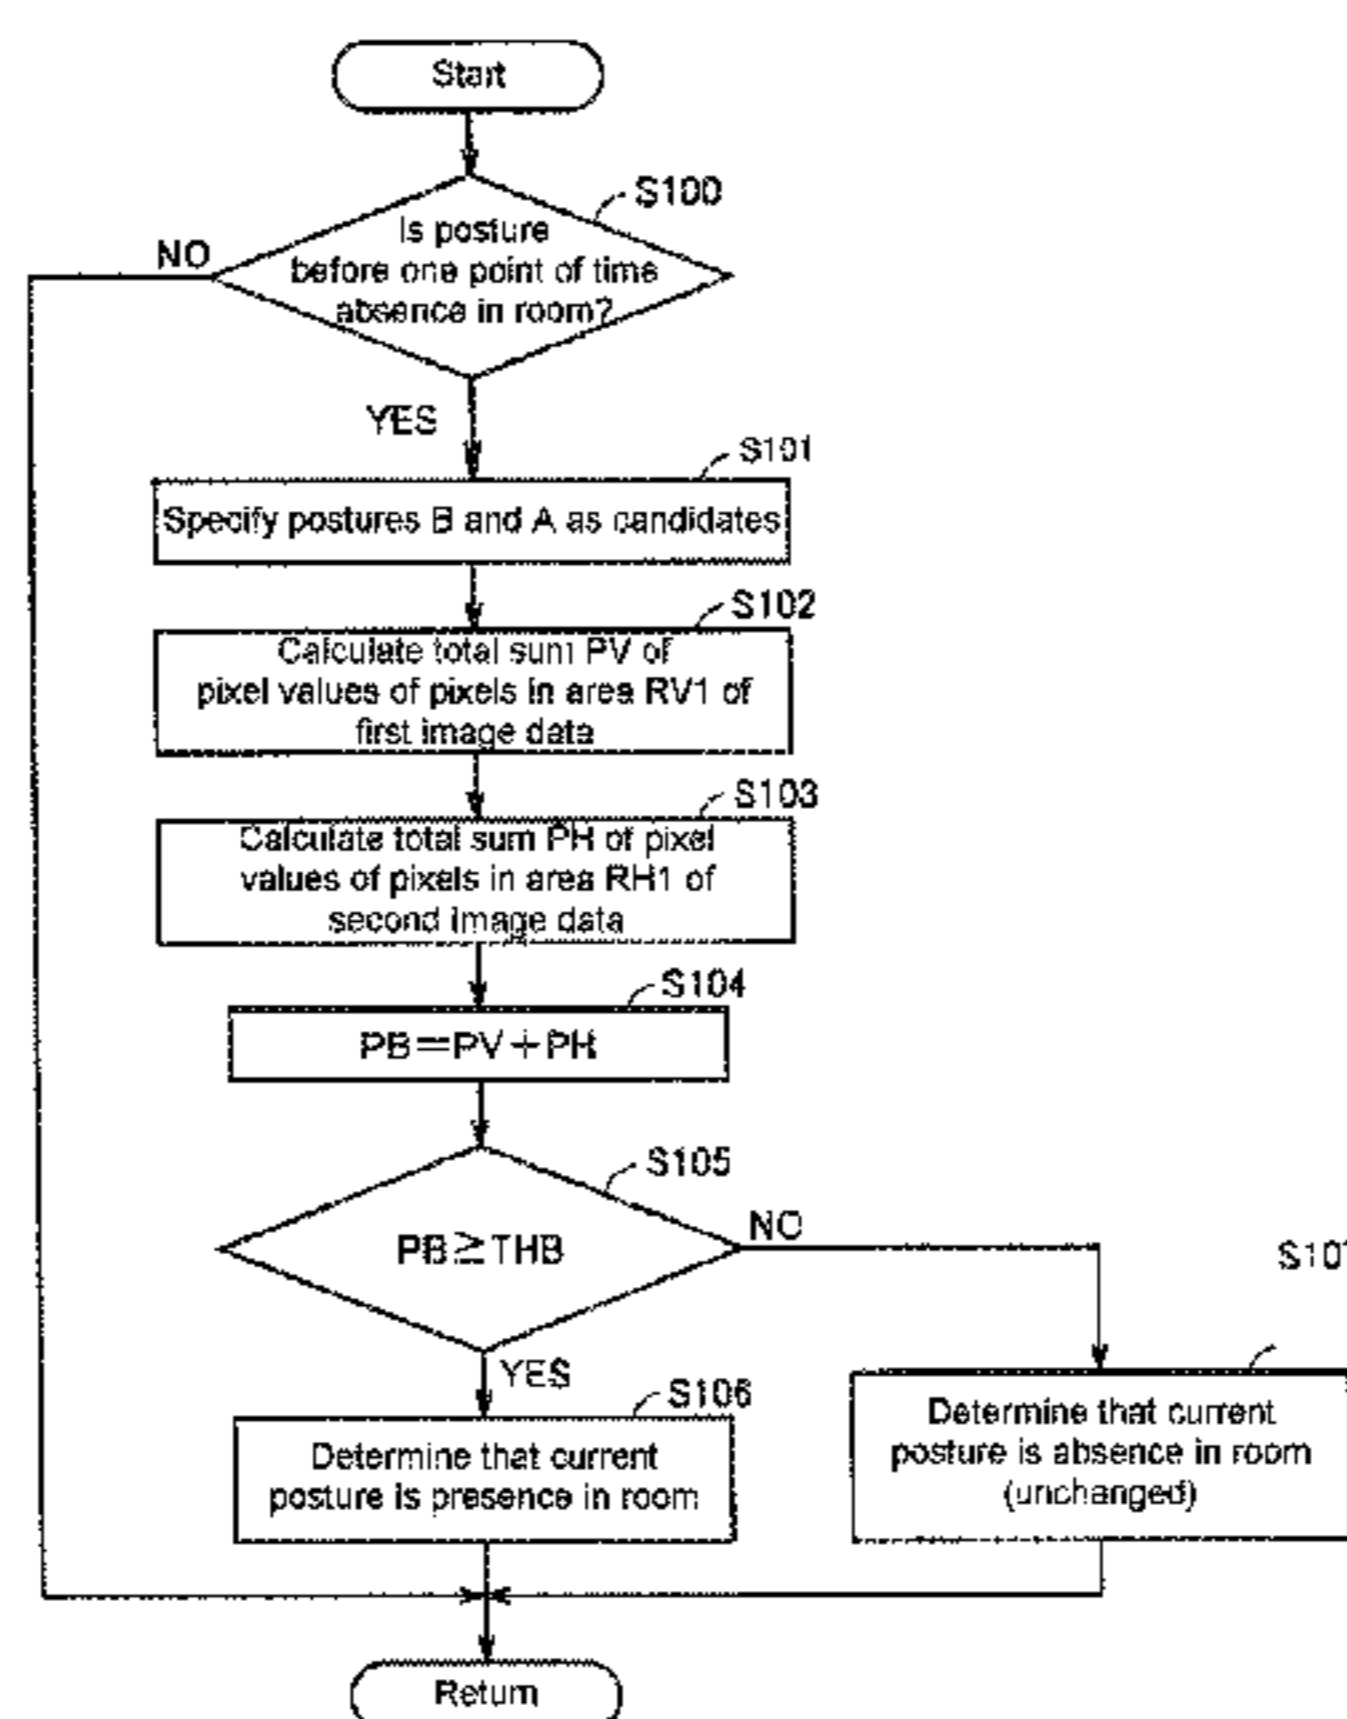 Start
S100
Is posture
before one point of time
absence in room?
NO
YES
S101
Specify postures B and A as candidates
S102
Calculate total sum PV of
pixel values of pixels in area RV1 of
first image data
S103
Calculate total sum PH of pixel
values of pixels in area RH1 of
second image data
S104
PB=PV+PH
S105
PB≧THB
NO
YES
S106
Determine that current
posture is presence in room
S107
Determine that current
posture is absence in room
(unchanged)
Return